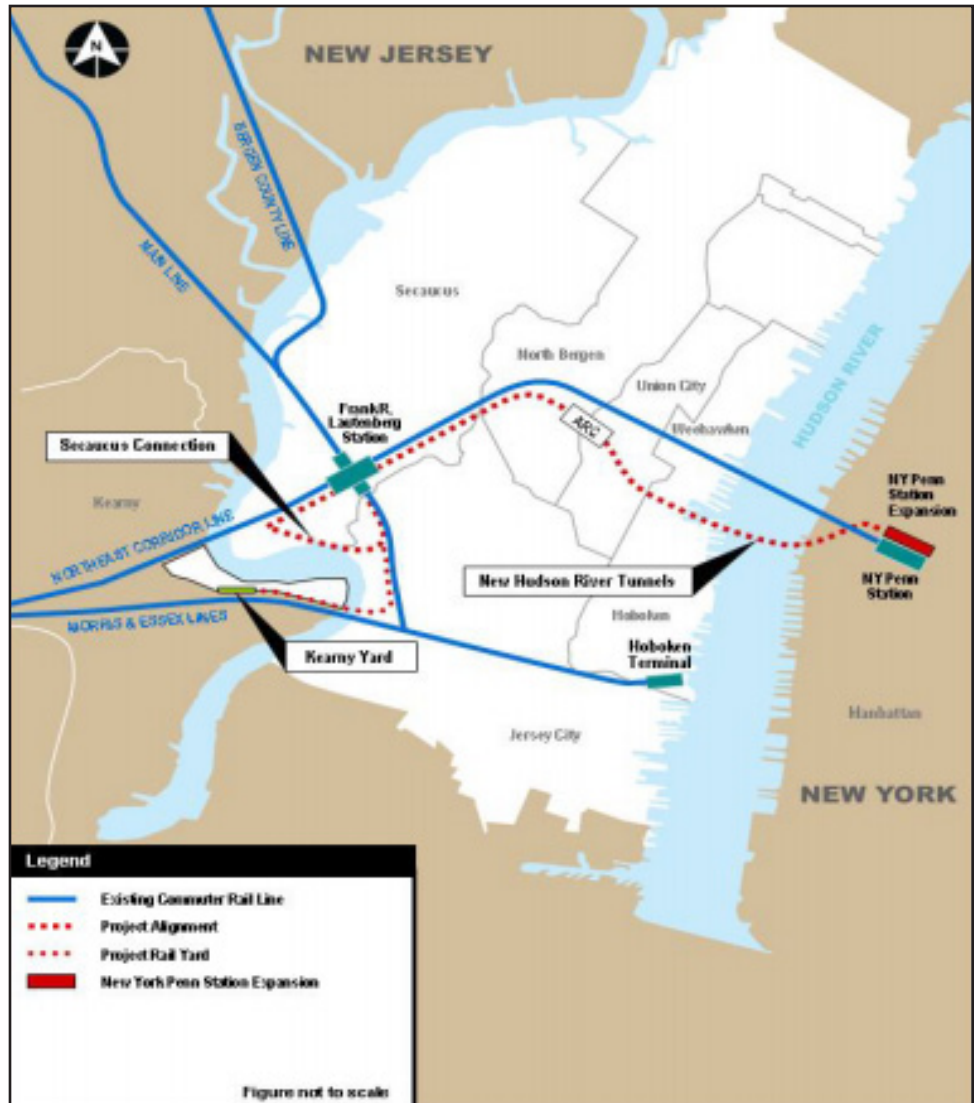 N
NEW JERSEY
BERGEN COUNTY LINE
MAIN LINE
Secaucus
North Bergen
Union City
Weehawken
HUDSON RIVER
Frank R.
Lautenberg
Station
ARC
Secaucus Connection
Kearny
NY Penn
Station
Expansion
NORTHEAST CORRIDOR LINE
New Hudson River Tunnels
NY Penn
Station
MORRIS & ESSEX LINES
Hoboken
Kearny Yard
Hoboken
Terminal
Manhattan
Jersey City
NEW YORK
Legend
Existing Commuter Rail Line
Project Alignment
Project Rail Yard
New York Penn Station Expansion
Figure not to scale